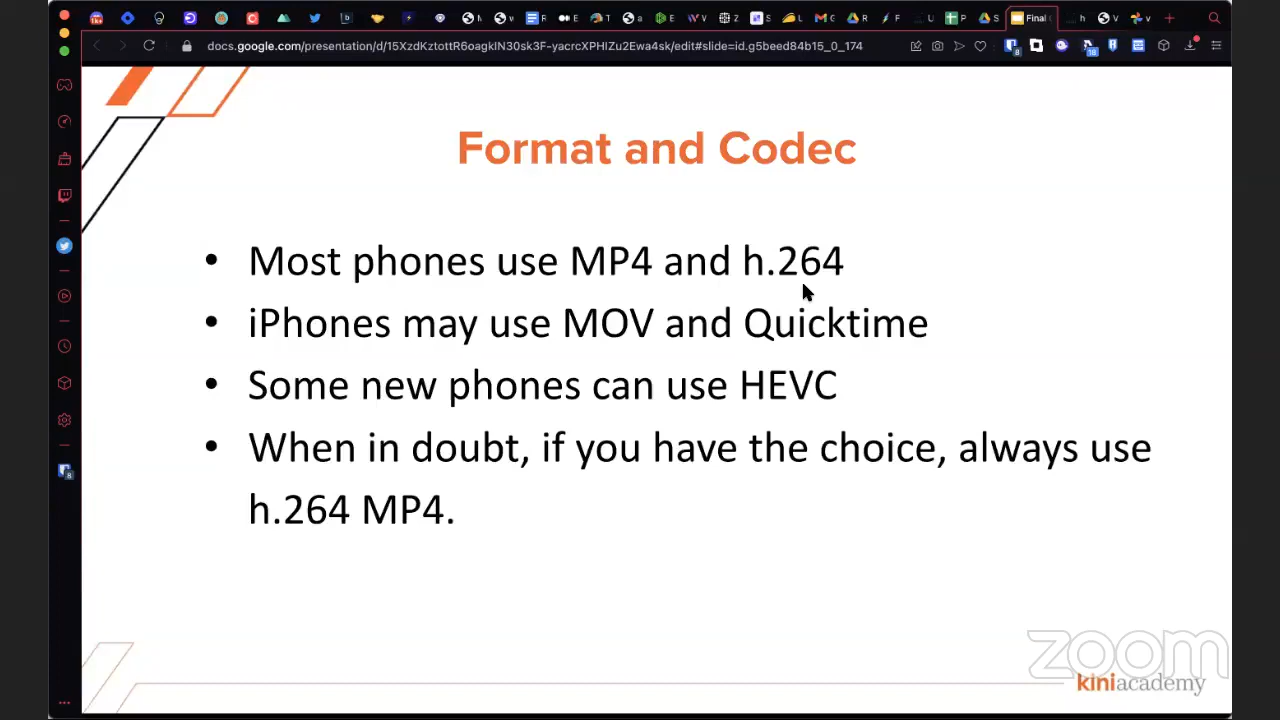 Final
docs.google.com/presentation/d/15XzdKztottR6oagkIN30sk3F-yacrcXPHIZu2Ewa4sk/edit#slide=id.g5beed84b15_0_174
Format and Codec
• Most phones use MP4 and h.264
• iPhones may use MOV and Quicktime
• Some new phones can use HEVC
• When in doubt, if you have the choice, always use
h.264 MP4.
zoom
kiniacademy